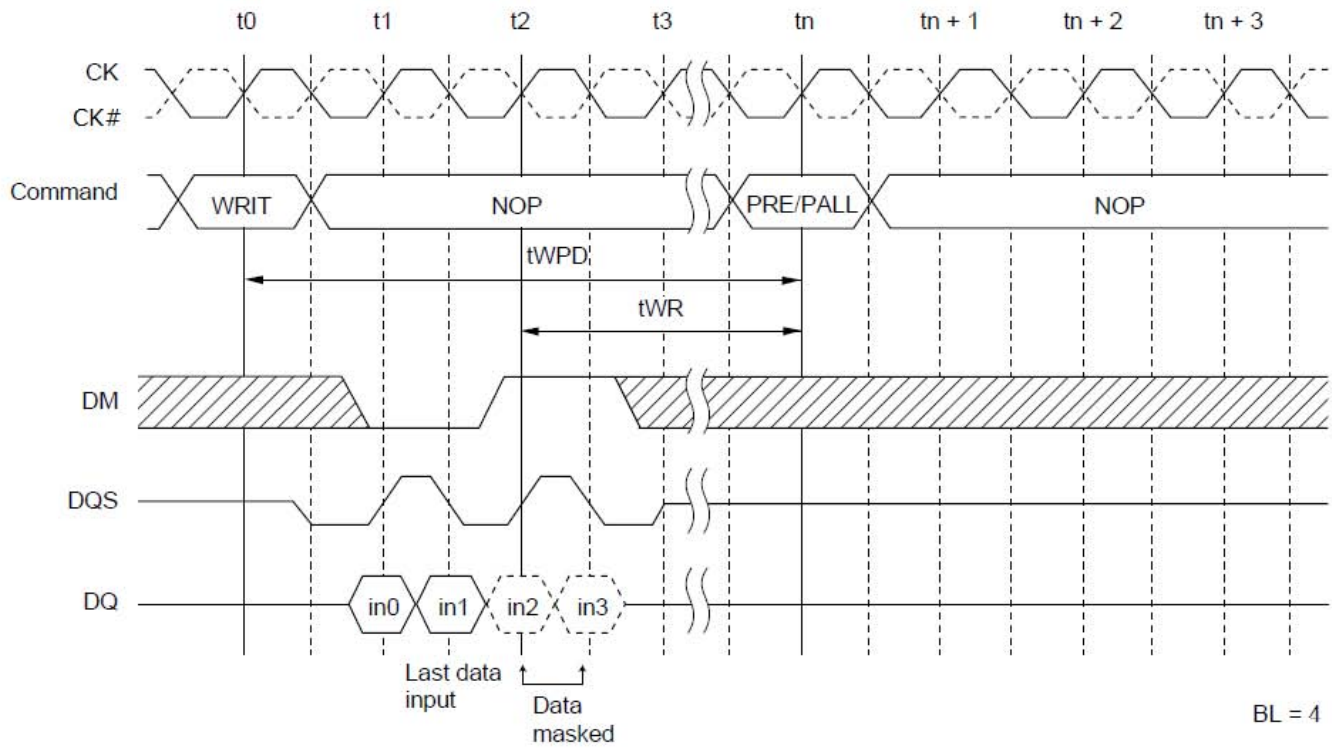 t0 t1 t2 t3 tn tn + 1 tn + 2 tn + 3
CK
CK#
Command WRIT NOP PRE/PALL NOP
tWPD
tWR
DM
DQS
DQ in0 in1 in2 in3
Last data
input
Data
masked
BL = 4